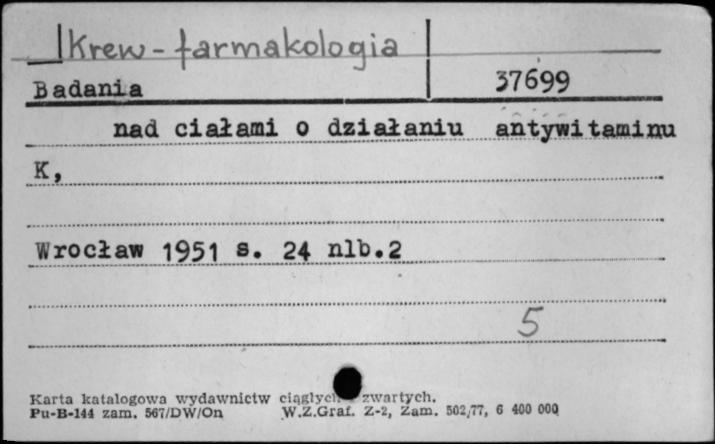 Krew - farmakologia
Badania 37699
nad ciałami o działaniu antywitaminu
K,
Wrocław 1951 s. 24 nlb.2
5
Karta katalogowa wydawnictw ciągłych zwartych.
Pu-B-144 zam. 567/DW/On W.Z.Graf. Z-2, Zam. 502/77, 6 400 000